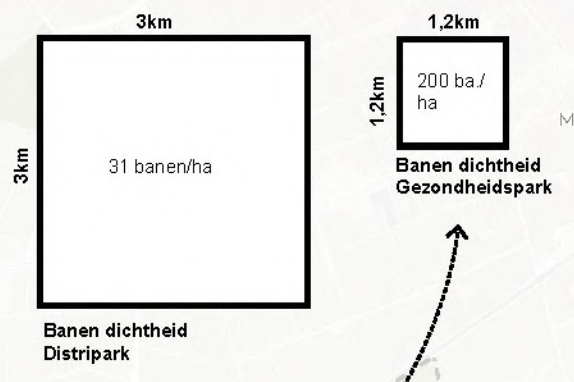 3km
3km
31 banen/ha
Banen dichtheid
Distripark
1,2km
1,2km
200 ba./
ha
Banen dichtheid
Gezondheidspark
M